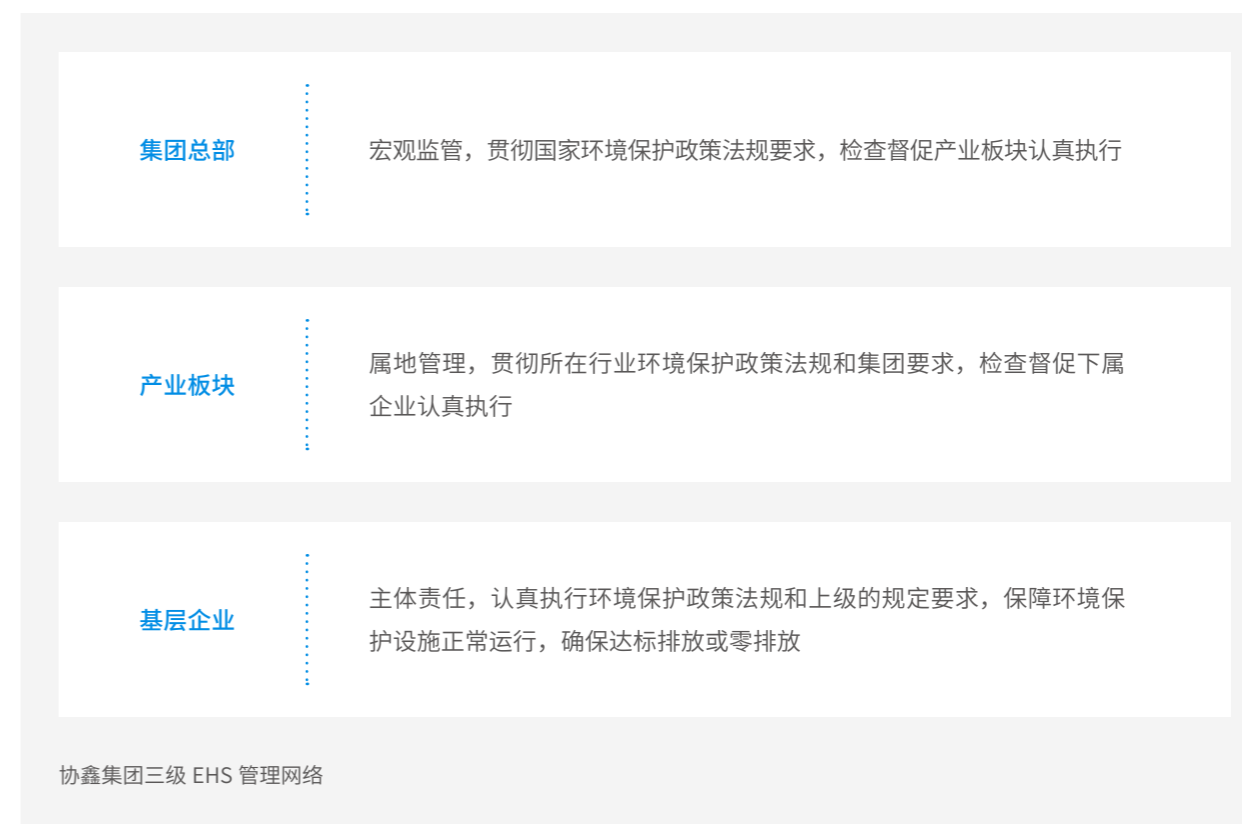 集团总部
宏观监管，贯彻国家环境保护政策法规要求，检查督促产业板块认真执行
产业板块
属地管理，贯彻所在行业环境保护政策法规和集团要求，检查督促下属
企业认真执行
基层企业
主体责任，认真执行环境保护政策法规和上级的规定要求，保障环境保
护设施正常运行，确保达标排放或零排放
协鑫集团三级 EHS 管理网络